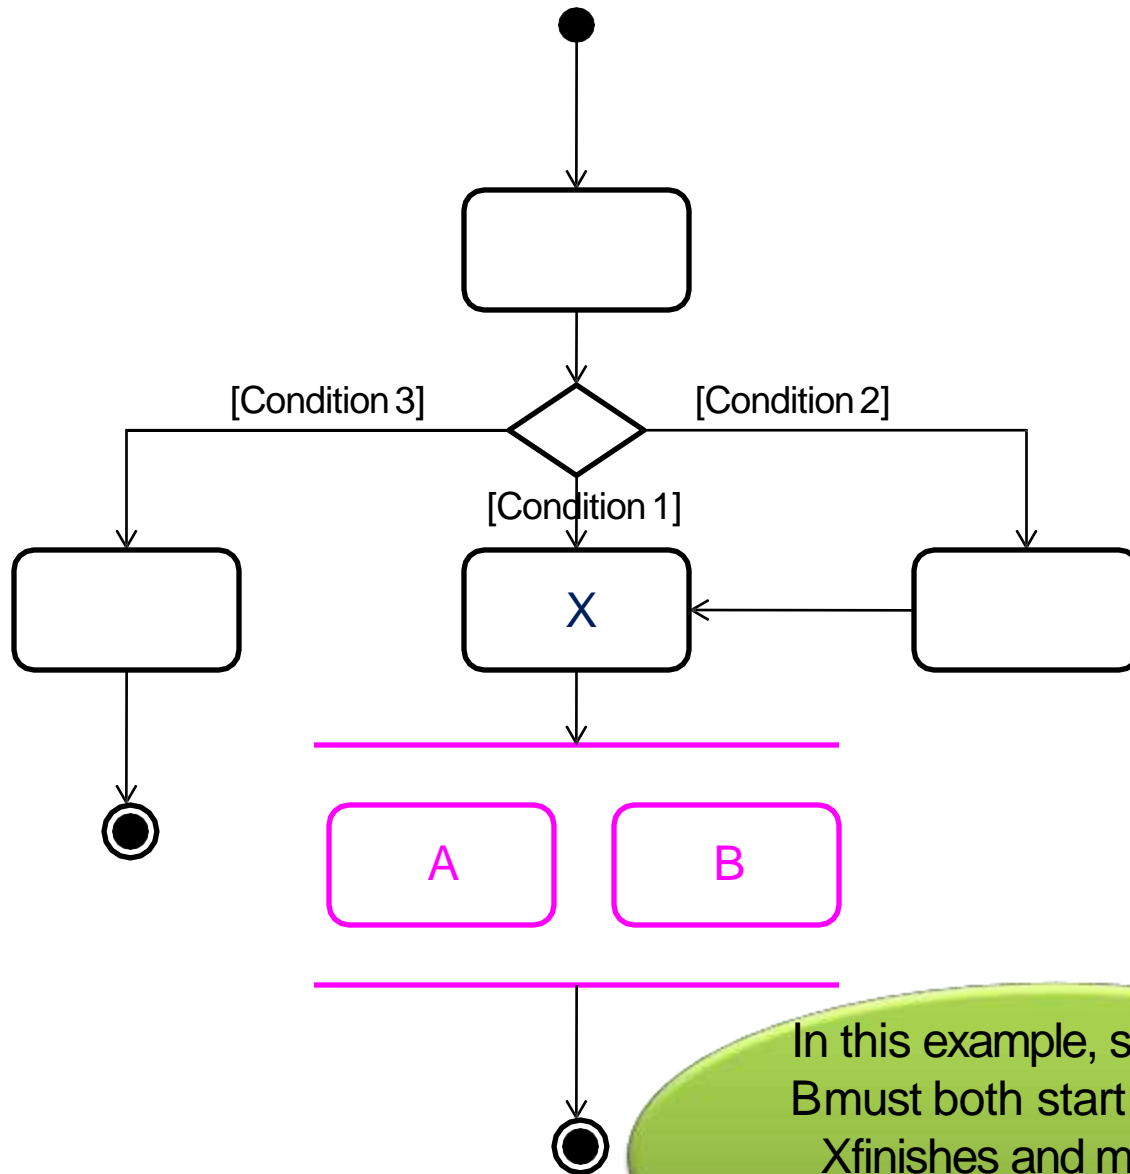 [Condition 3]
[Condition 2]
[Condition 1]
X
A
B
In this example, s
Bmust both start
Xfinishes and m